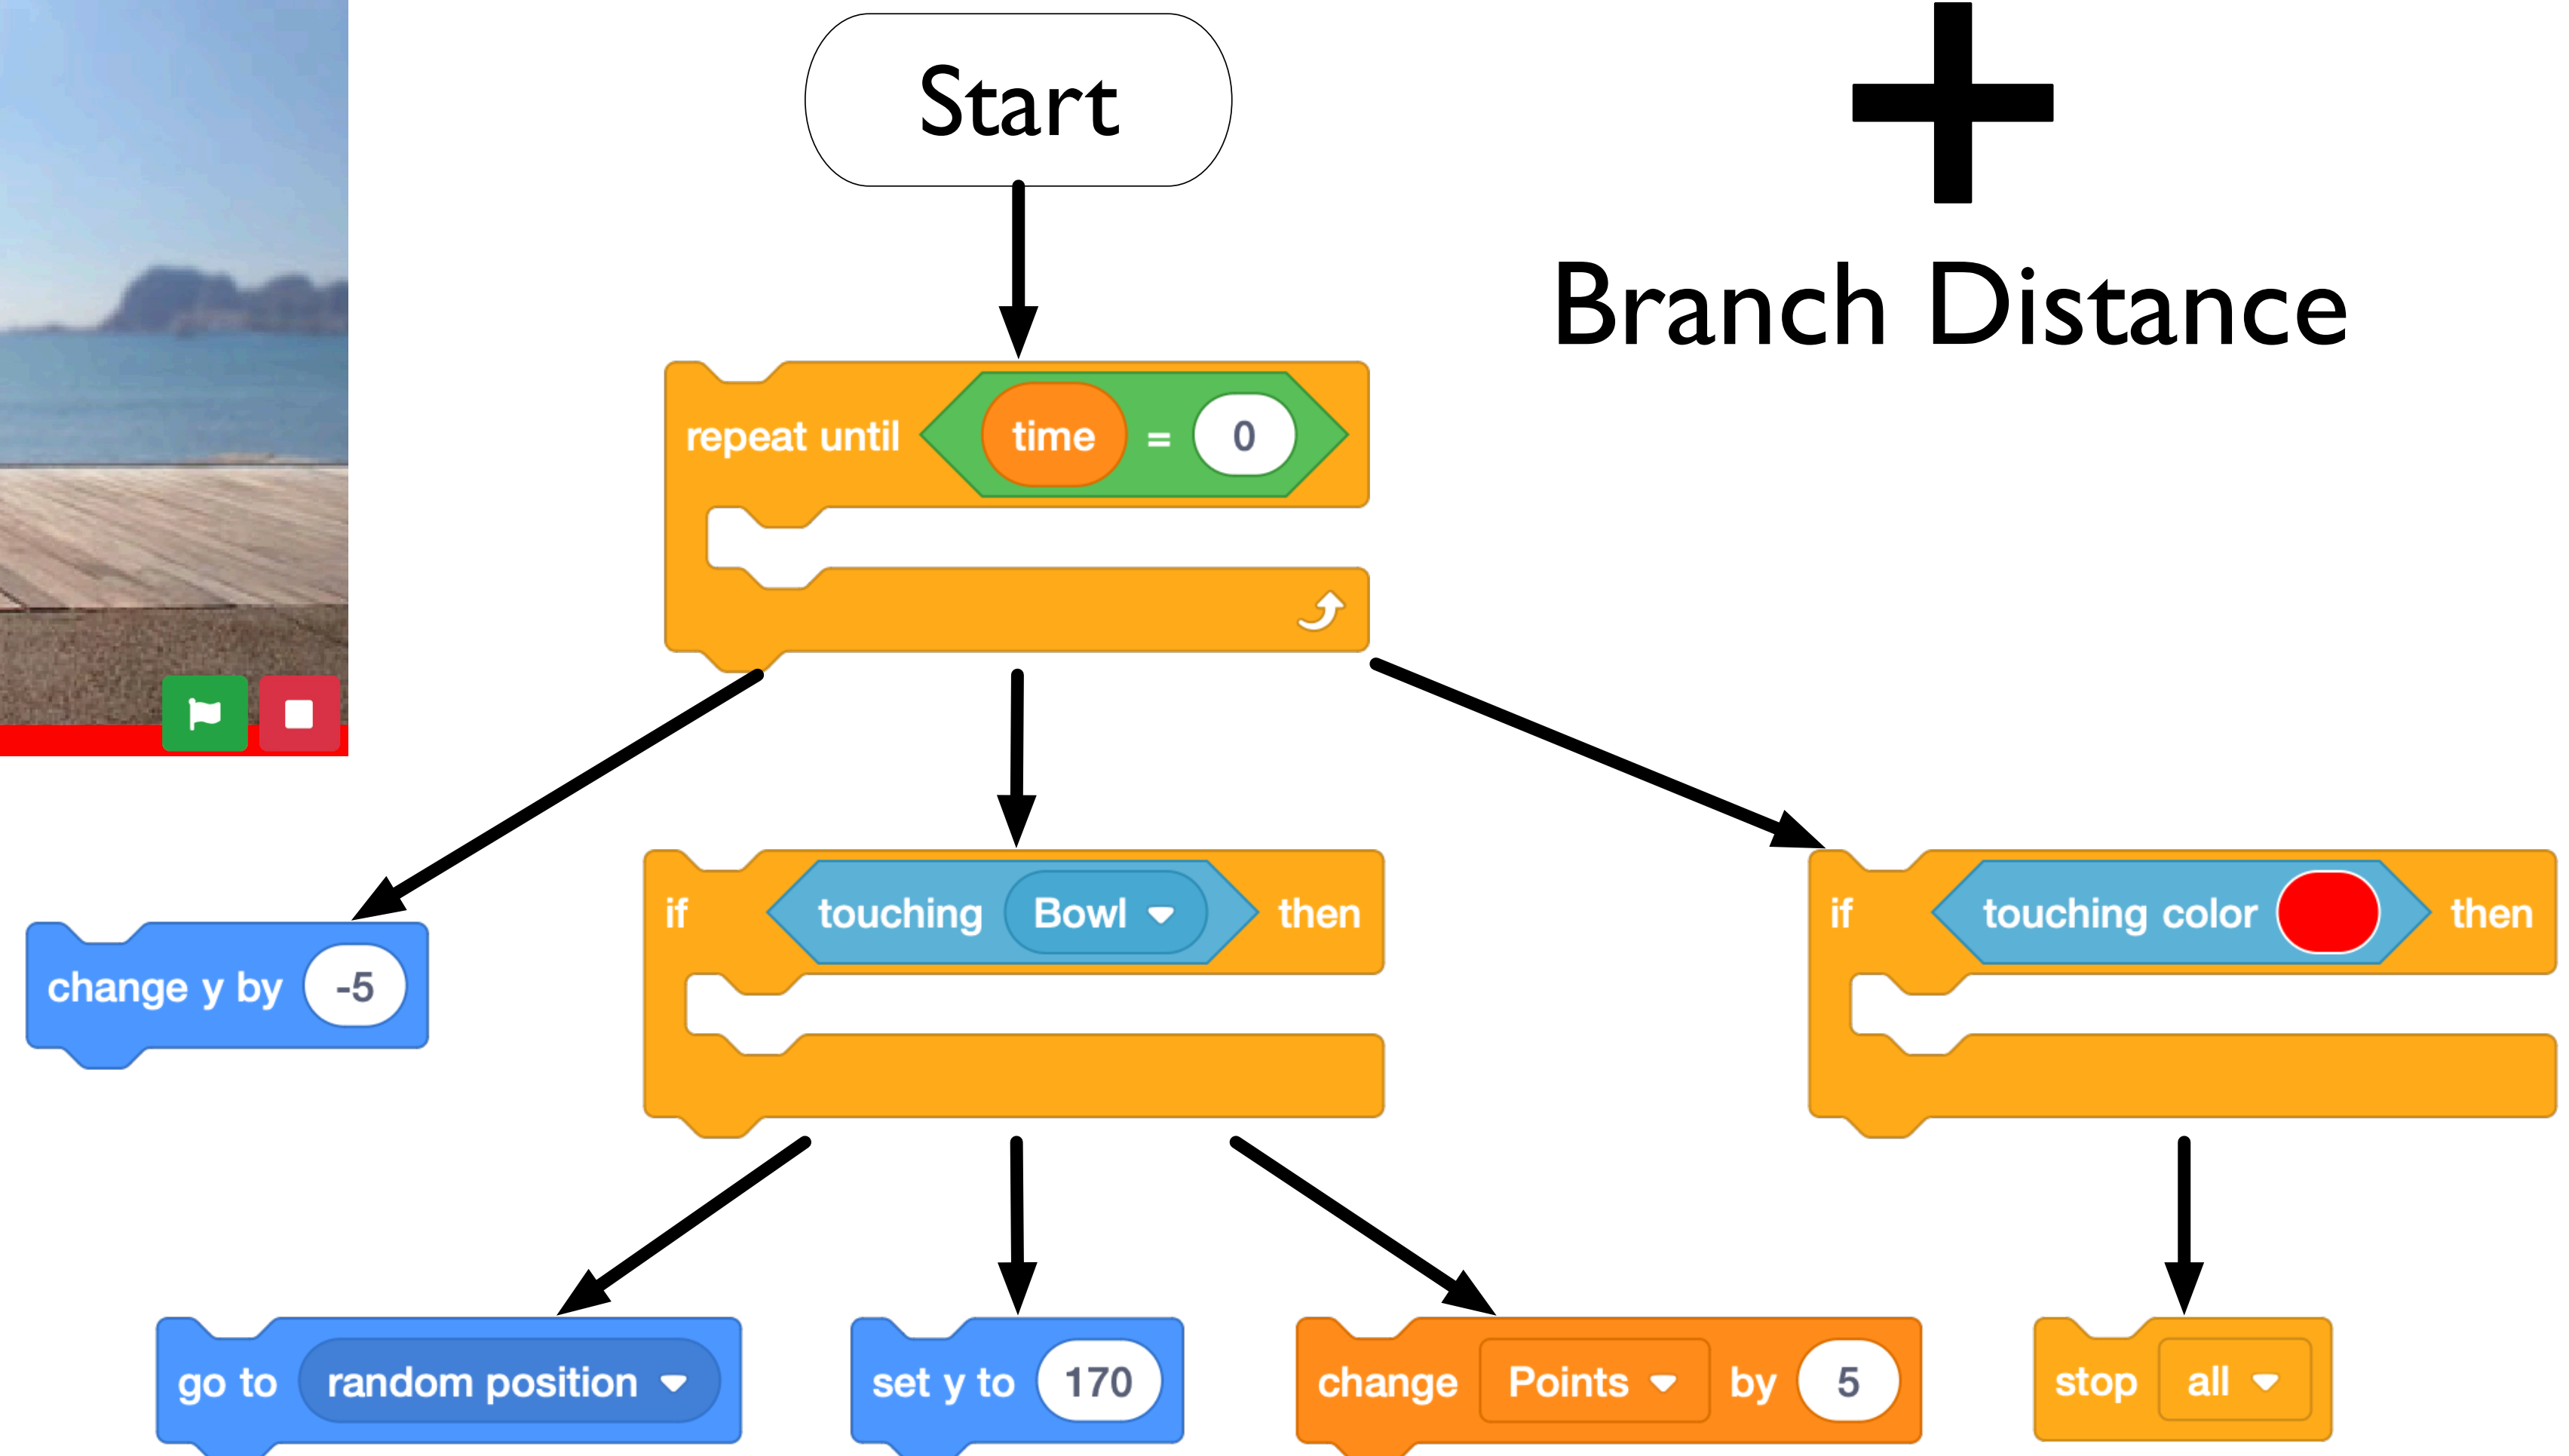 Start
Branch Distance
repeat until time = 0
change y by -5
if touching Bowl then
if touching color then
go to random position
set y to 170
change Points by 5
stop all